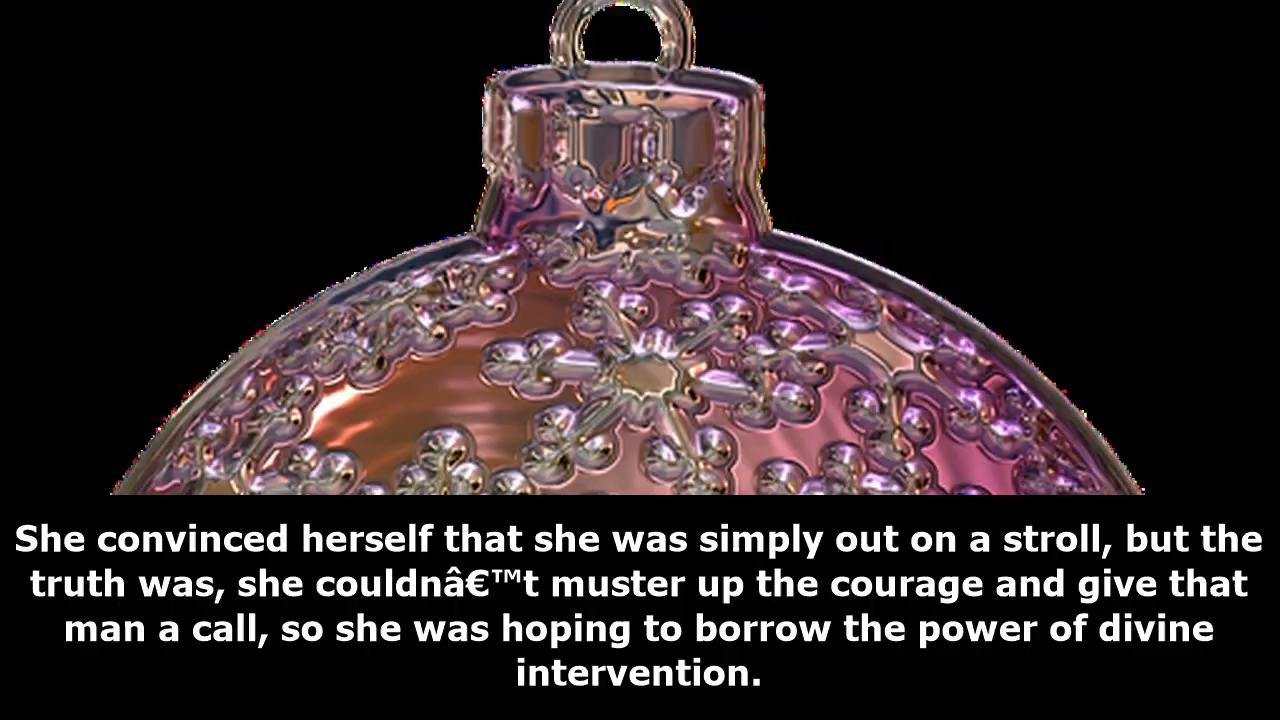 She convinced herself that she was simply out on a stroll, but the
truth was, she couldnâ€™t muster up the courage and give that
man a call, so she was hoping to borrow the power of divine
intervention.